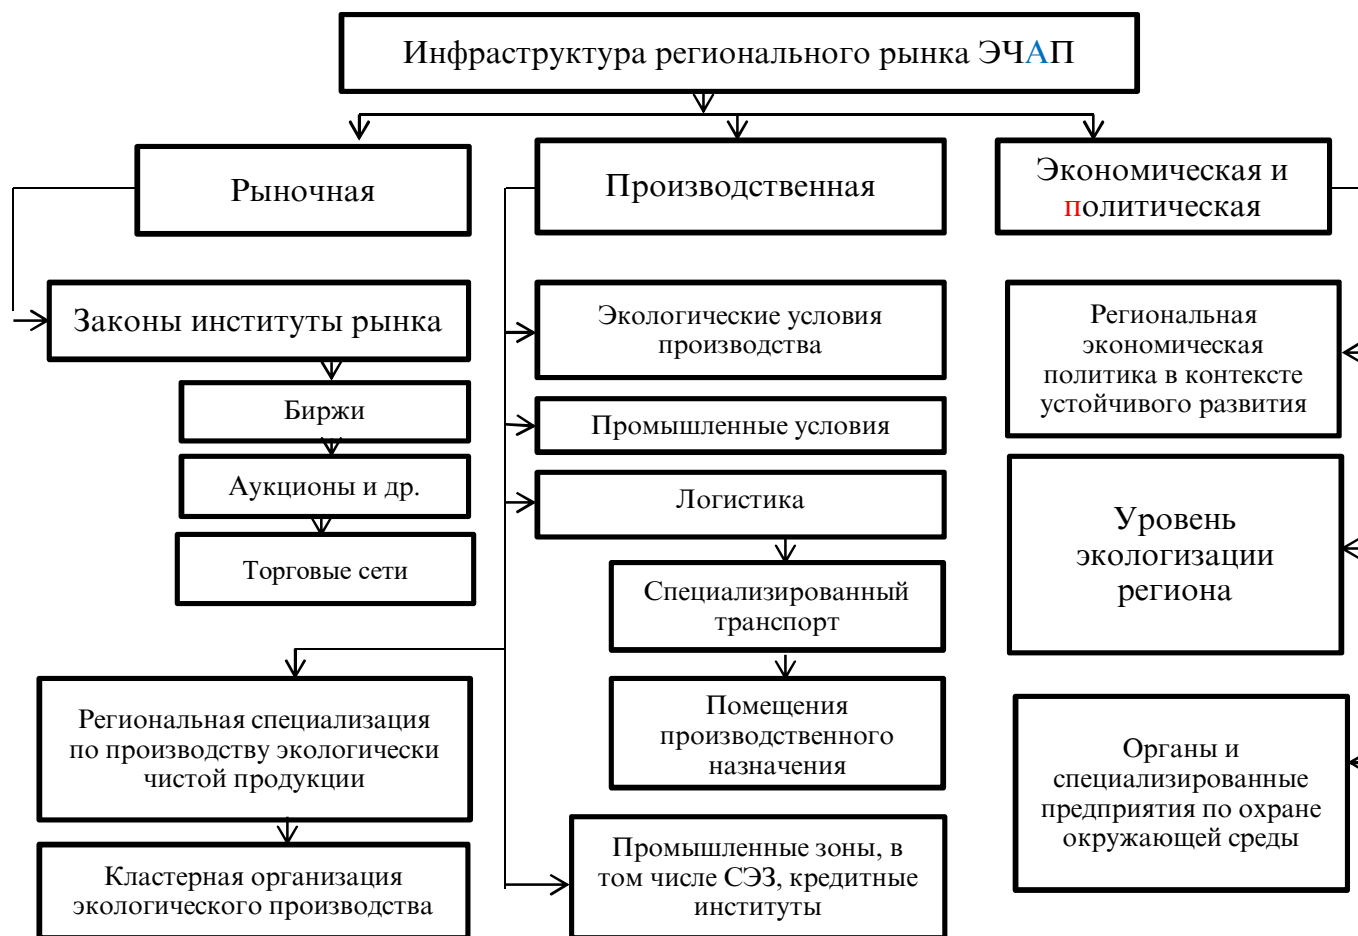 Инфраструктура регионального рынка ЭЧАП
Рыночная
Производственная
Экономическая и
политическая
Законы институты рынка
Биржи
Аукционы и др.
Торговые сети
Экологические условия
производства
Промышленные условия
Логистика
Специализированный
транспорт
Помещения
производственного
назначения
Региональная специализация
по производству экологически
чистой продукции
Кластерная организация
экологического производства
Промышленные зоны, в
том числе СЭЗ, кредитные
институты
Региональная
экономическая
политика в контексте
устойчивого развития
Уровень
экологизации
региона
Органы и
специализированные
предприятия по охране
окружающей среды